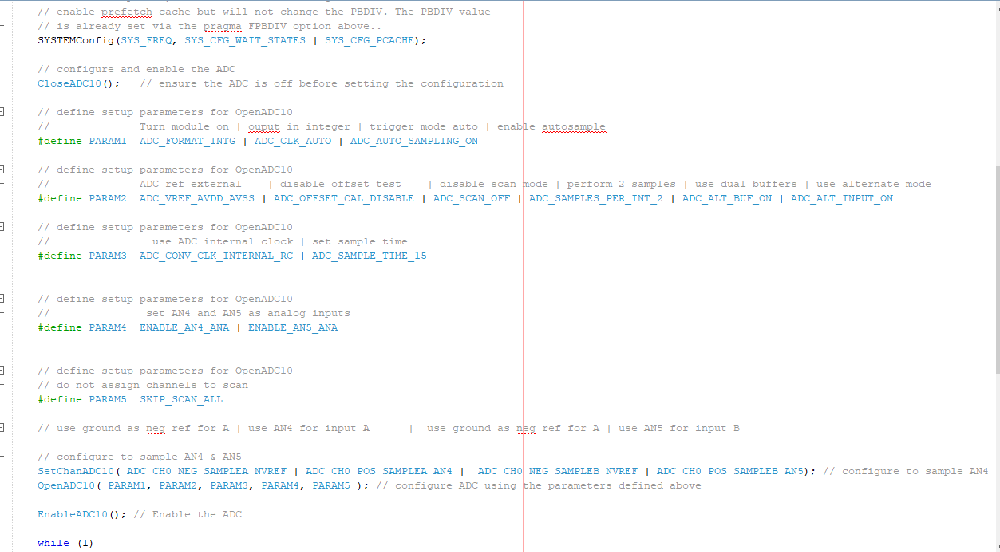 // enable prefetch cache but will not change the PBDIV. The PBDIV value
// is already set via the pragma FPBDIV option above..
SYSTEMConfig(SYS_FREQ, SYS_CFG_WAIT_STATES | SYS_CFG_PCACHE);
// configure and enable the ADC
CloseADC10();   // ensure the ADC is off before setting the configuration
// define setup parameters for OpenADC10
//              Turn module on | ouput in integer | trigger mode auto | enable autosample
#define PARAM1  ADC_FORMAT_INTG | ADC_CLK_AUTO | ADC_AUTO_SAMPLING_ON
// define setup parameters for OpenADC10
//              ADC ref external    | disable offset test    | disable scan mode | perform 2 samples | use dual buffers | use alternate mode
#define PARAM2  ADC_VREF_AVDD_AVSS | ADC_OFFSET_CAL_DISABLE | ADC_SCAN_OFF | ADC_SAMPLES_PER_INT_2 | ADC_ALT_BUF_ON | ADC_ALT_INPUT_ON
// define setup parameters for OpenADC10
//                use ADC internal clock | set sample time
#define PARAM3  ADC_CONV_CLK_INTERNAL_RC | ADC_SAMPLE_TIME_15
// define setup parameters for OpenADC10
//               set AN4 and AN5 as analog inputs
#define PARAM4  ENABLE_AN4_ANA | ENABLE_AN5_ANA
// define setup parameters for OpenADC10
// do not assign channels to scan
#define PARAM5  SKIP_SCAN_ALL
// use ground as neg ref for A | use AN4 for input A      |  use ground as neg ref for A | use AN5 for input B
// configure to sample AN4 & AN5
SetChanADC10( ADC_CH0_NEG_SAMPLEA_NVREF | ADC_CH0_POS_SAMPLEA_AN4 |  ADC_CH0_NEG_SAMPLEB_NVREF | ADC_CH0_POS_SAMPLEB_AN5); // configure to sample AN4
OpenADC10( PARAM1, PARAM2, PARAM3, PARAM4, PARAM5 ); // configure ADC using the parameters defined above
EnableADC10(); // Enable the ADC
while (1)